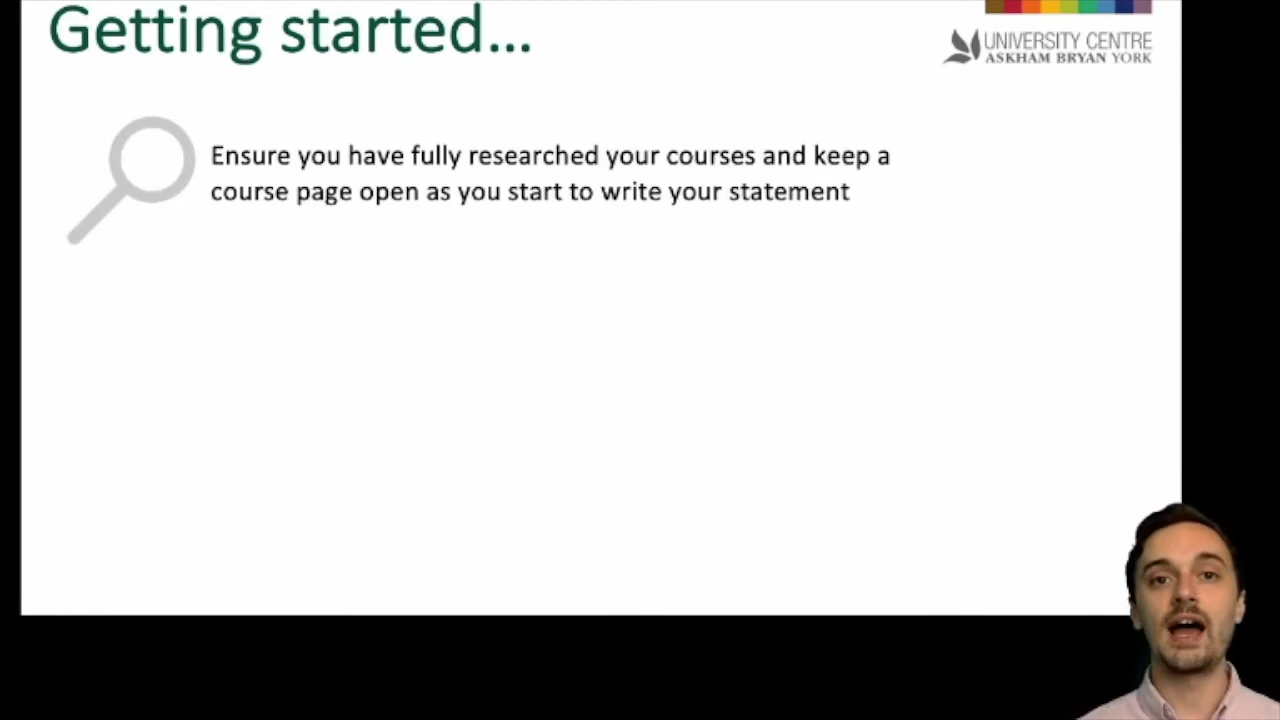 Getting started...
UNIVERSITY CENTRE
ASKHAM BRYAN YORK
Ensure you have fully researched your courses and keep a
course page open as you start to write your statement